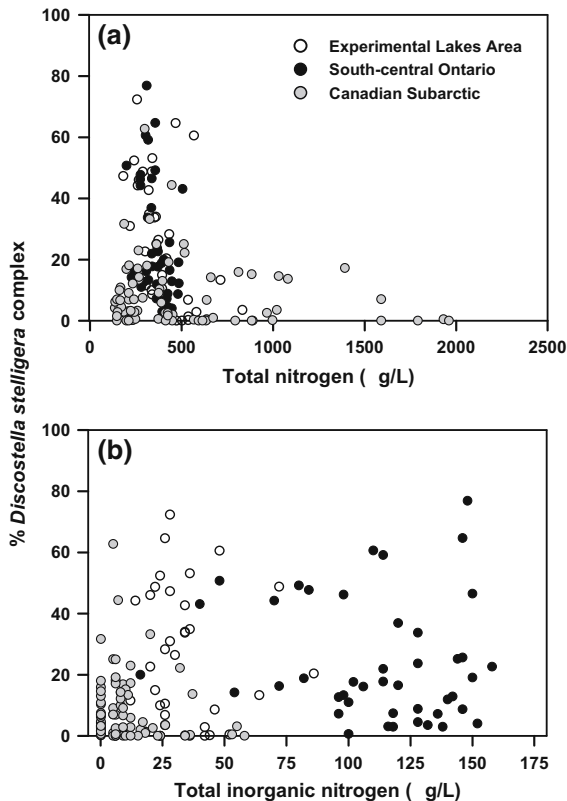 100
(a)
Experimental Lakes Area
South-central Ontario
Canadian Subarctic
80
60
40
20
0
0 500 1000 1500 2000 2500
Total nitrogen ( g/L)
% Discostella stelligera complex
100
(b)
80
60
40
20
0
0 25 50 75 100 125 150 175
Total inorganic nitrogen ( g/L)